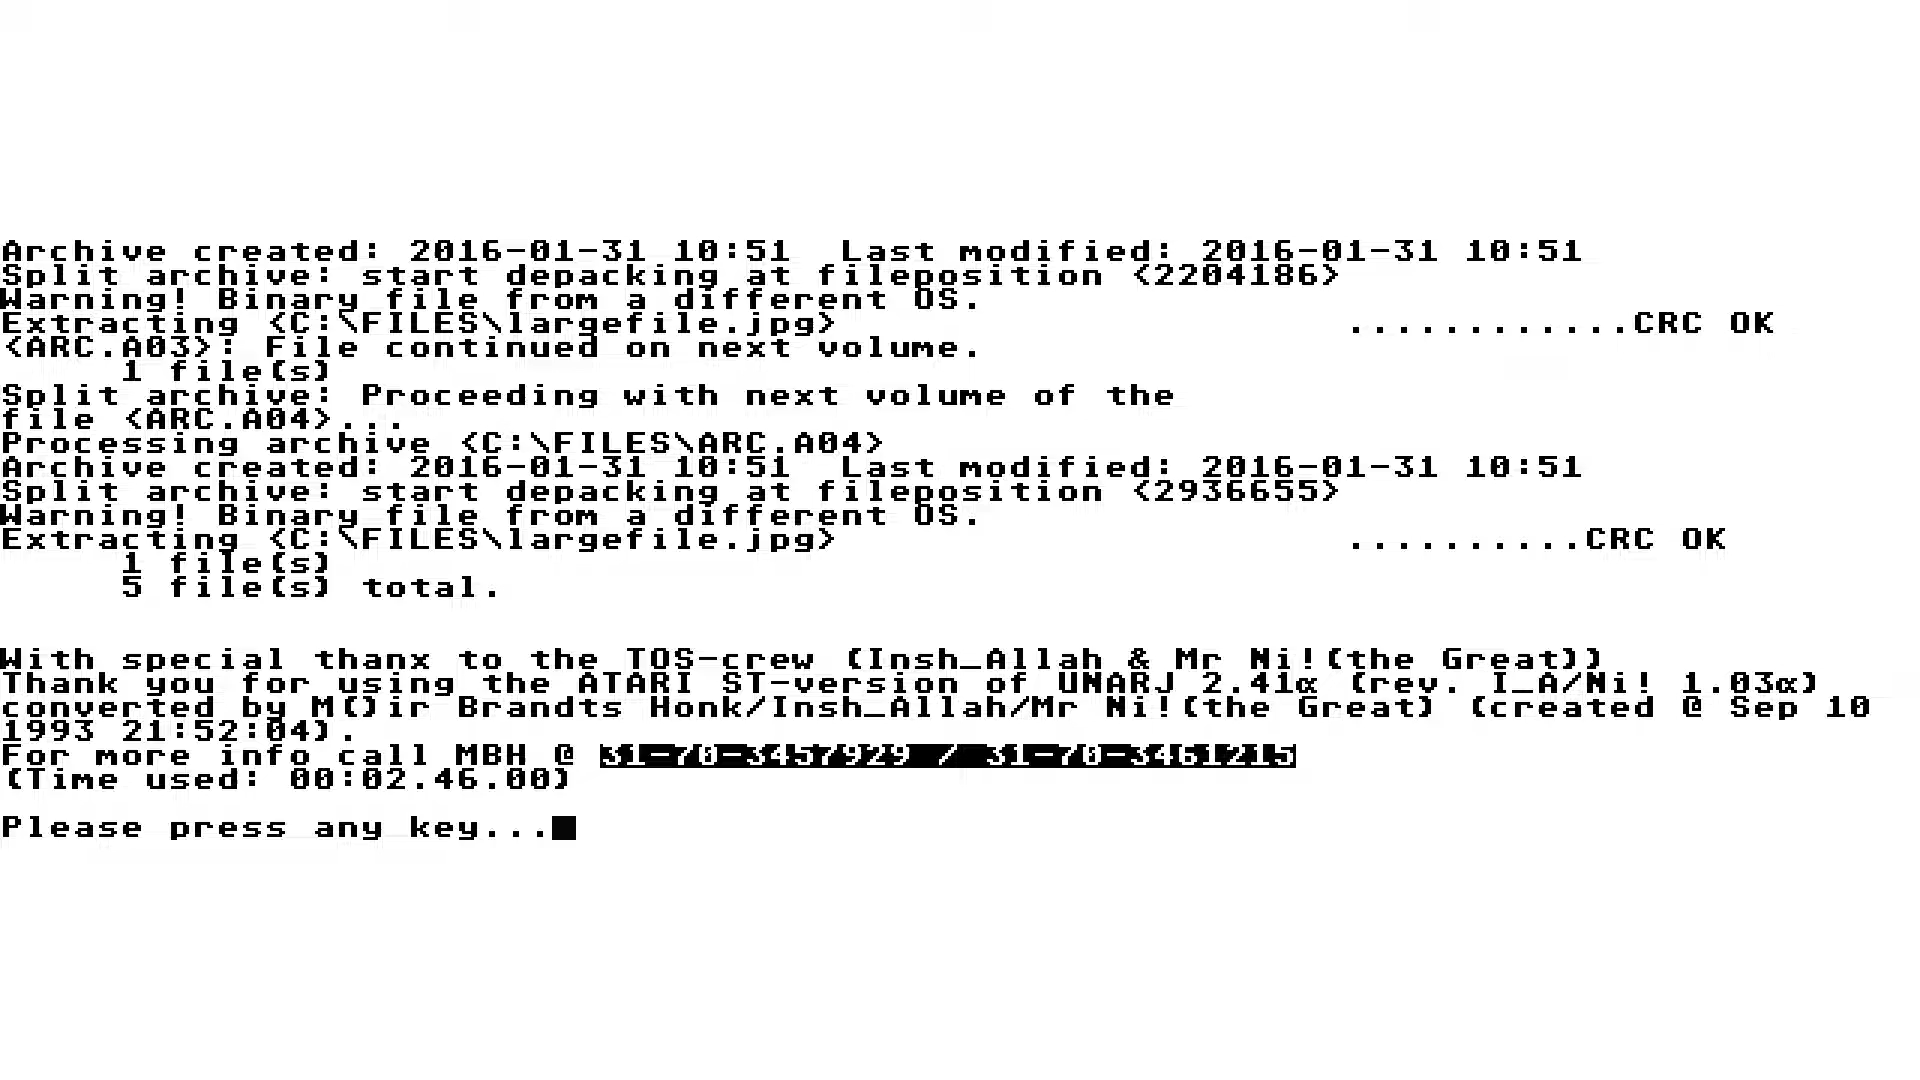 Archive created: 2016-01-31 10:51  Last modified: 2016-01-31 10:51
Split archive: start depacking at fileposition <2204186>
Warning! Binary file from a different OS.
Extracting <C:\FILES\largefile.jpg>                                           ............CRC OK
<ARC.A03>: File continued on next volume.
     1 file(s)
Split archive: Proceeding with next volume of the
file <ARC.A04>...
Processing archive <C:\FILES\ARC.A04>
Archive created: 2016-01-31 10:51  Last modified: 2016-01-31 10:51
Split archive: start depacking at fileposition <2936655>
Warning! Binary file from a different OS.
Extracting <C:\FILES\largefile.jpg>                                           ..........CRC OK
     1 file(s)
     5 file(s) total.
With special thanx to the TOS-crew (Insh_Allah & Mr Ni!(the Great))
Thank you for using the ATARI ST-version of UNARJ 2.41α (rev. I_A/Ni! 1.03α)
converted by M()ir Brandts Honk/Insh_Allah/Mr Ni!(the Great) (created @ Sep 10
1993 21:52:04).
For more info call MBH @ 31-70-3457929 / 31-70-3461215
(Time used: 00:02.46.00)
Please press any key...